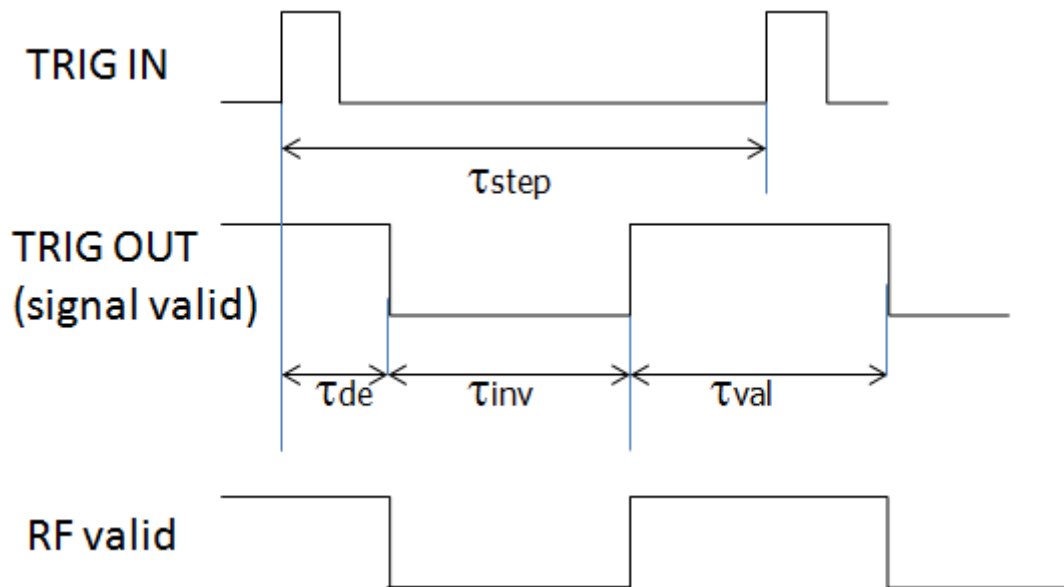 TRIG IN
τstep
TRIG OUT
(signal valid)
τde
τinv
τval
RF valid